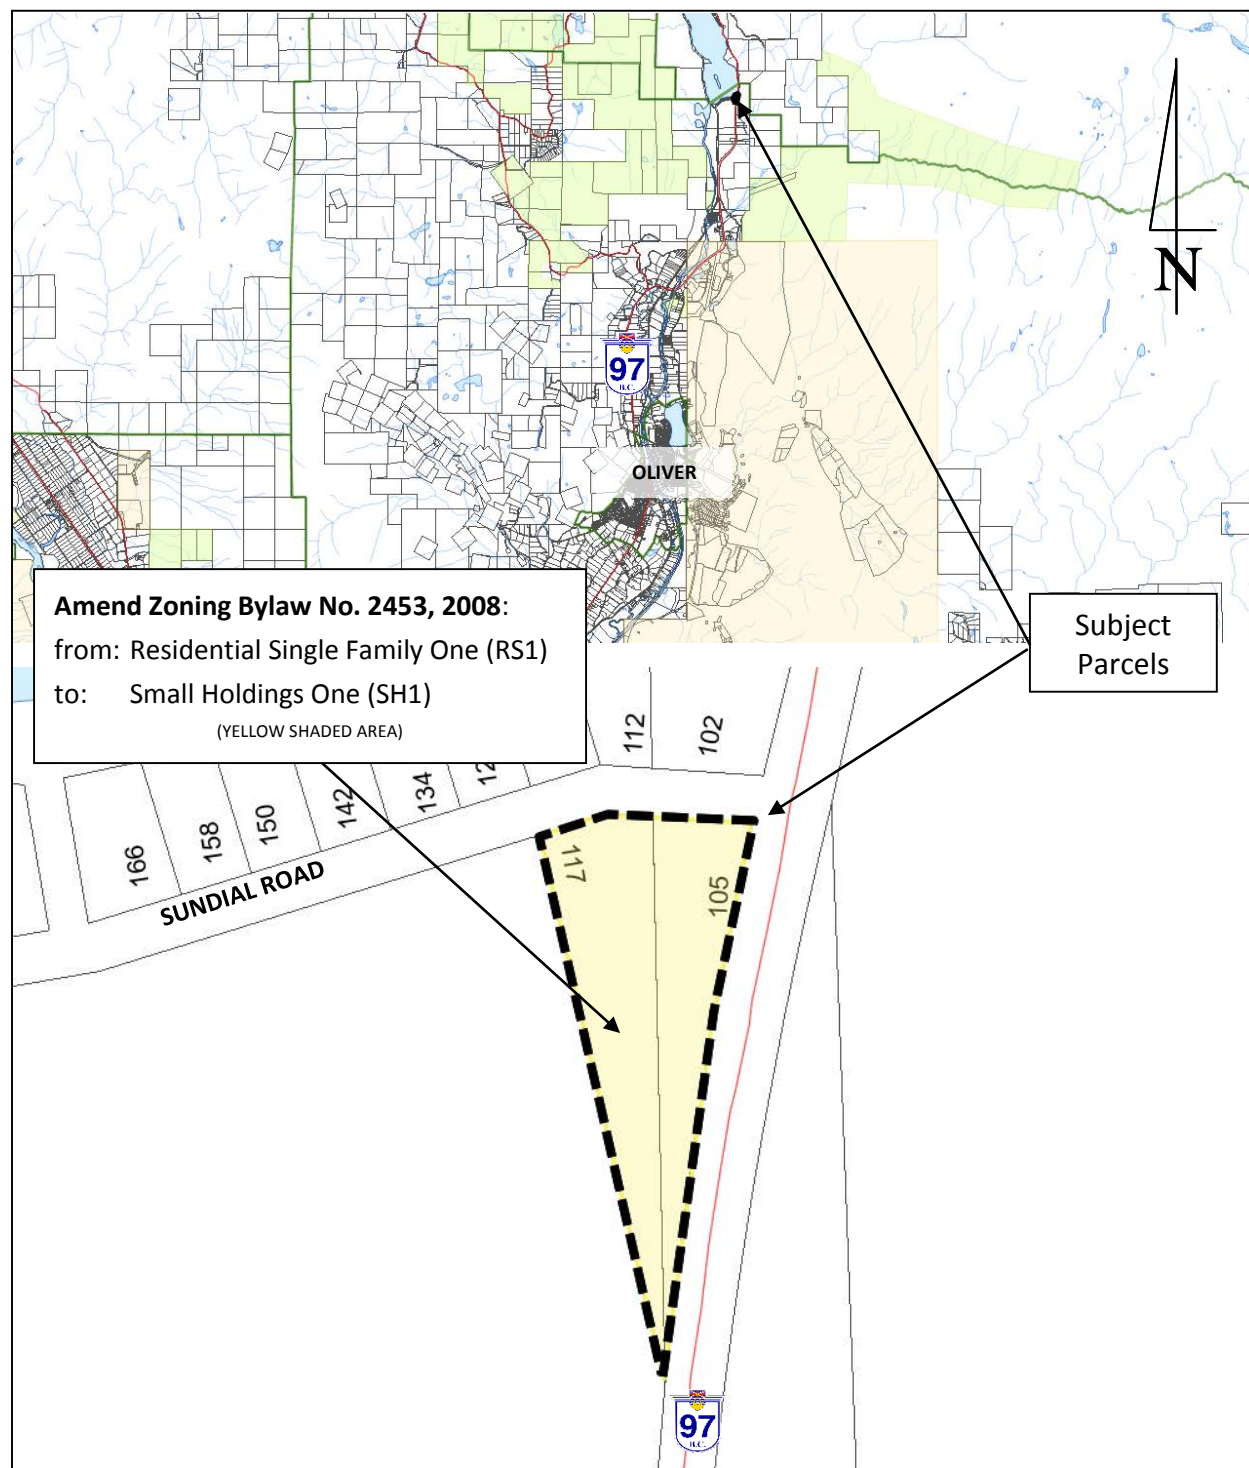 N
97
B.C.
OLIVER
Amend Zoning Bylaw No. 2453, 2008:
from: Residential Single Family One (RS1)
to: Small Holdings One (SH1)
(YELLOW SHADED AREA)
Subject
Parcels
112
102
134
142
150
158
166
SUNDIAL ROAD
117
105
97
B.C.